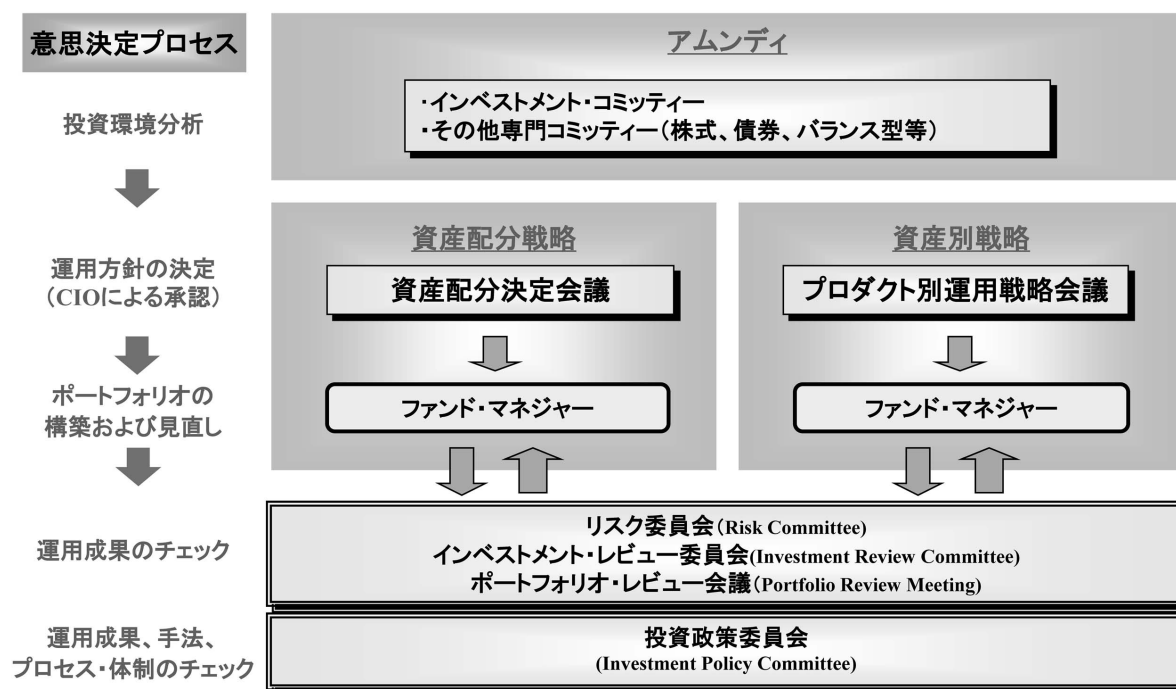 意思決定プロセス
アムンディ
・インベストメント・コミッティー
・その他専門コミッティー（株式、債券、バランス型等）
投資環境分析
資産配分戦略
資産別戦略
運用方針の決定
（CIOによる承認）
資産配分決定会議
プロダクト別運用戦略会議
ポートフォリオの
構築および見直し
ファンド・マネジャー
ファンド・マネジャー
運用成果のチェック
リスク委員会（Risk Committee）
インベストメント・レビュー委員会（Investment Review Committee）
ポートフォリオ・レビュー会議（Portfolio Review Meeting）
運用成果、手法、
プロセス・体制のチェック
投資政策委員会
(Investment Policy Committee)